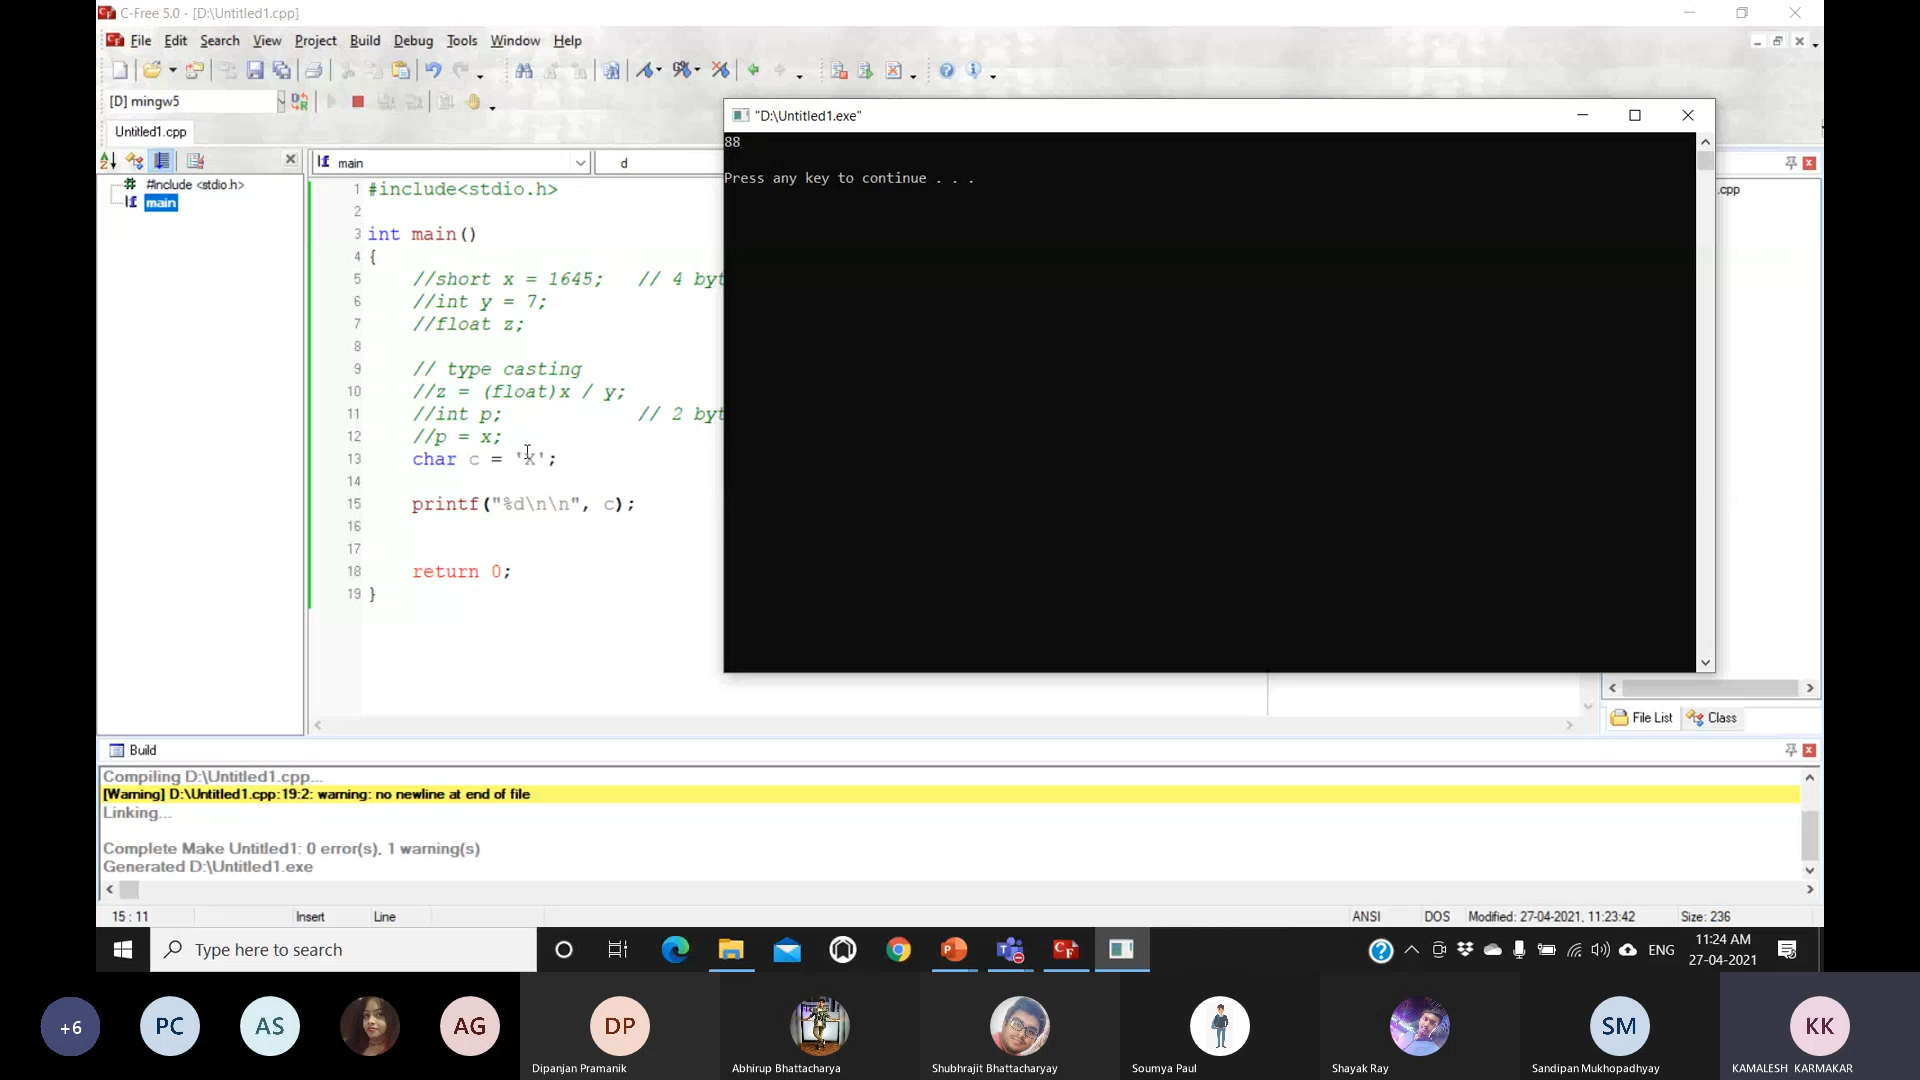 C-Free 5.0 - [D:\Untitled1.cpp]
File Edit Search View Project Build Debug Tools Window Help
[D] mingw5
Untitled1.cpp
"D:\Untitled1.exe"
88
Press any key to continue . . .
main
d
#include <stdio.h>
main
.cpp
1 #include<stdio.h>
2
3 int main()
4 {
5 //short x = 1645; // 4 byt
6 //int y = 7;
7 //float z;
8
9 // type casting
10 //z = (float)x / y;
11 //int p; // 2 byt
12 //p = x;
13 char c = 'X';
14
15 printf("%d\n\n", c);
16
17
18 return 0;
19 }
File List Class
Build
Compiling D:\Untitled1.cpp...
[Warning] D:\Untitled1.cpp:19:2: warning: no newline at end of file
Linking...
Complete Make Untitled1: 0 error(s), 1 warning(s)
Generated D:\Untitled1.exe
15 : 11 Insert Line ANSI DOS Modified: 27-04-2021, 11:23:42 Size: 236
Type here to search
ENG
11:24 AM
27-04-2021
+6 PC AS AG DP SM KK
Dipanjan Pramanik Abhirup Bhattacharya Shubhrajit Bhattacharyay Soumya Paul Shayak Ray Sandipan Mukhopadhyay KAMALESH KARMAKAR